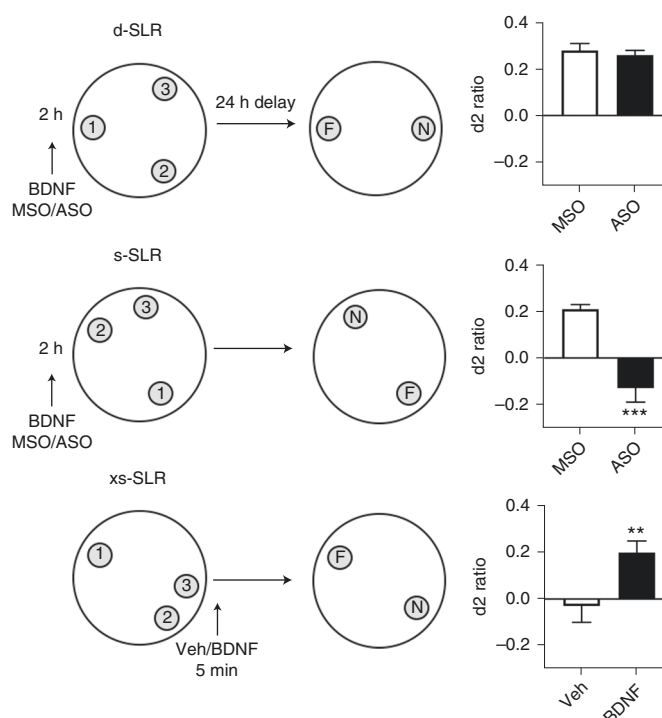 d-SLR
2 h
BDNF
MSO/ASO
1
3
2
24 h delay
F
N
d2 ratio
0.4
0.2
0.0
–0.2
MSO
ASO
s-SLR
2 h
BDNF
MSO/ASO
2
3
1
N
F
d2 ratio
0.4
0.2
0.0
–0.2
***
MSO
ASO
xs-SLR
1
3
2
Veh/BDNF
5 min
F
N
d2 ratio
0.4
0.2
0.0
–0.2
**
Veh
BDNF